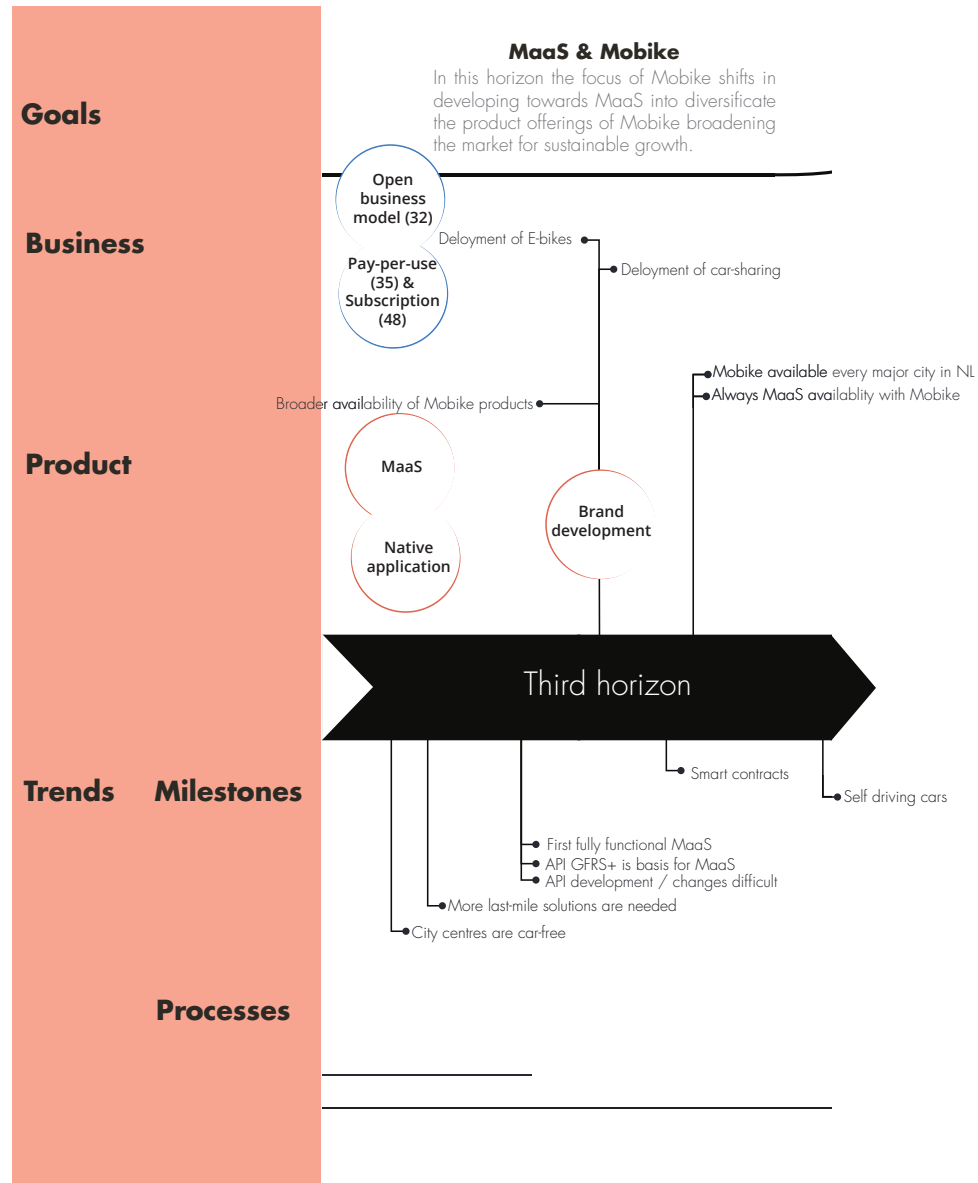 MaaS & Mobike
In this horizon the focus of Mobike shifts in
developing towards MaaS into diversificate
the product offerings of Mobike broadening
the market for sustainable growth.
Goals
Open
business
model (32)
Business
Deloyment of E-bikes
Deloyment of car-sharing
Pay-per-use
(35) &
Subscription
(48)
Mobike available every major city in NL
Always MaaS availablity with Mobike
Broader availability of Mobike products
Product
MaaS
Brand
development
Native
application
Third horizon
Trends
Milestones
Smart contracts
Self driving cars
First fully functional MaaS
API GFRS+ is basis for MaaS
API development / changes difficult
More last-mile solutions are needed
City centres are car-free
Processes